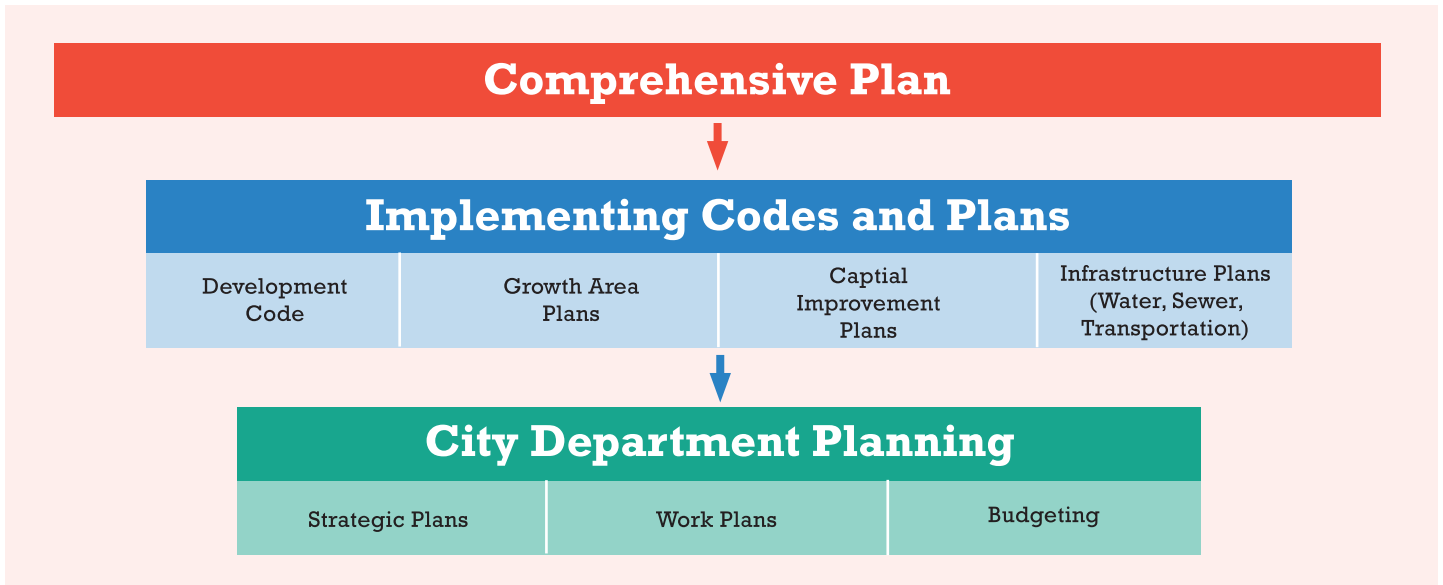 Comprehensive Plan
Implementing Codes and Plans
Development
Code
Growth Area
Plans
Captial
Improvement
Plans
Infrastructure Plans
(Water, Sewer,
Transportation)
City Department Planning
Strategic Plans
Work Plans
Budgeting